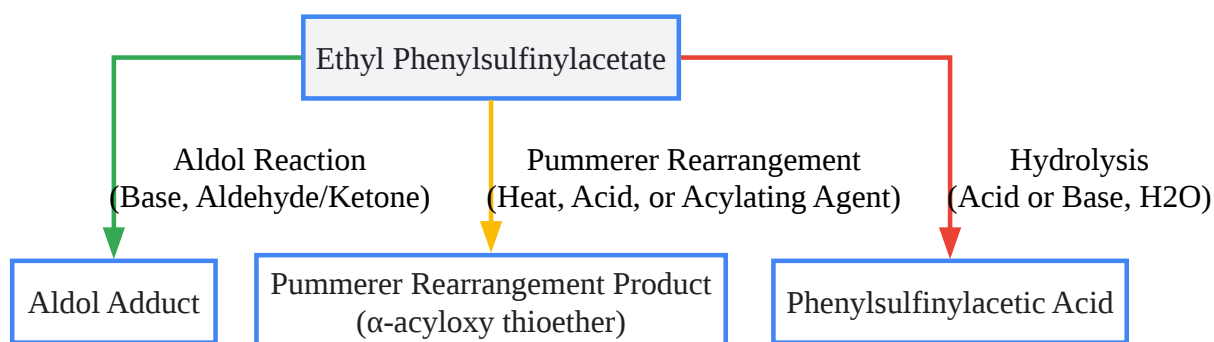 Ethyl Phenylsulfinylacetate
Aldol Reaction
(Base, Aldehyde/Ketone)
Pummerer Rearrangement
(Heat, Acid, or Acylating Agent)
Hydrolysis
(Acid or Base, H2O)
Aldol Adduct
Pummerer Rearrangement Product
(α-acyloxy thioether)
Phenylsulfinylacetic Acid